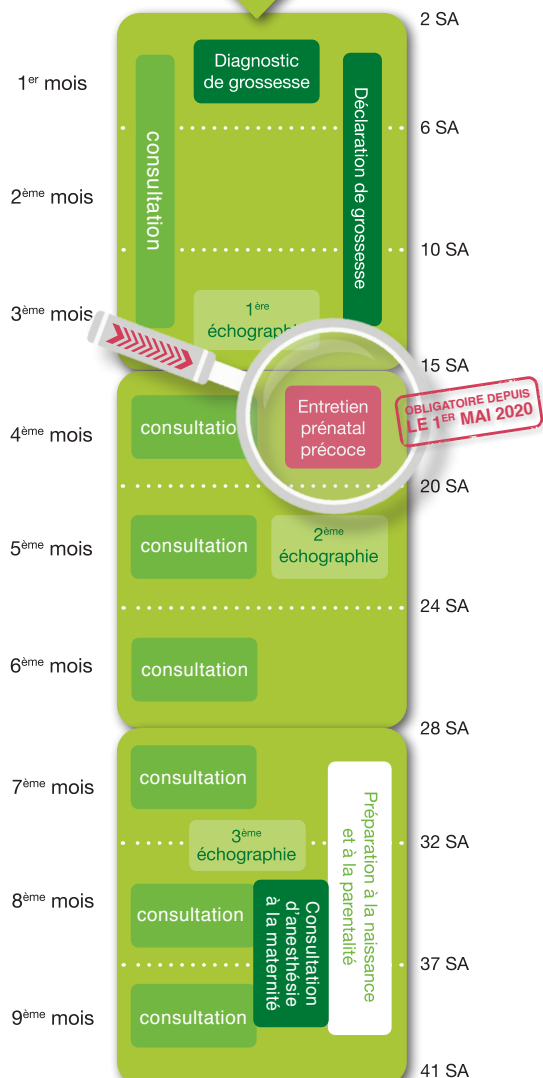 2 SA
Diagnostic
de grossesse
1er mois
consultation
Déclaration de grossesse
6 SA
2ème mois
10 SA
3ème mois
1ère
échographie
15 SA
4ème mois
consultation
Entretien
prénatal
précoce
OBLIGATOIRE DEPUIS
LE 1ER MAI 2020
20 SA
5ème mois
consultation
2ème
échographie
24 SA
6ème mois
consultation
28 SA
7ème mois
consultation
Préparation à la naissance
et à la parentalité
3ème
échographie
32 SA
8ème mois
consultation
Consultation
d'anesthésie
à la maternité
37 SA
9ème mois
consultation
41 SA